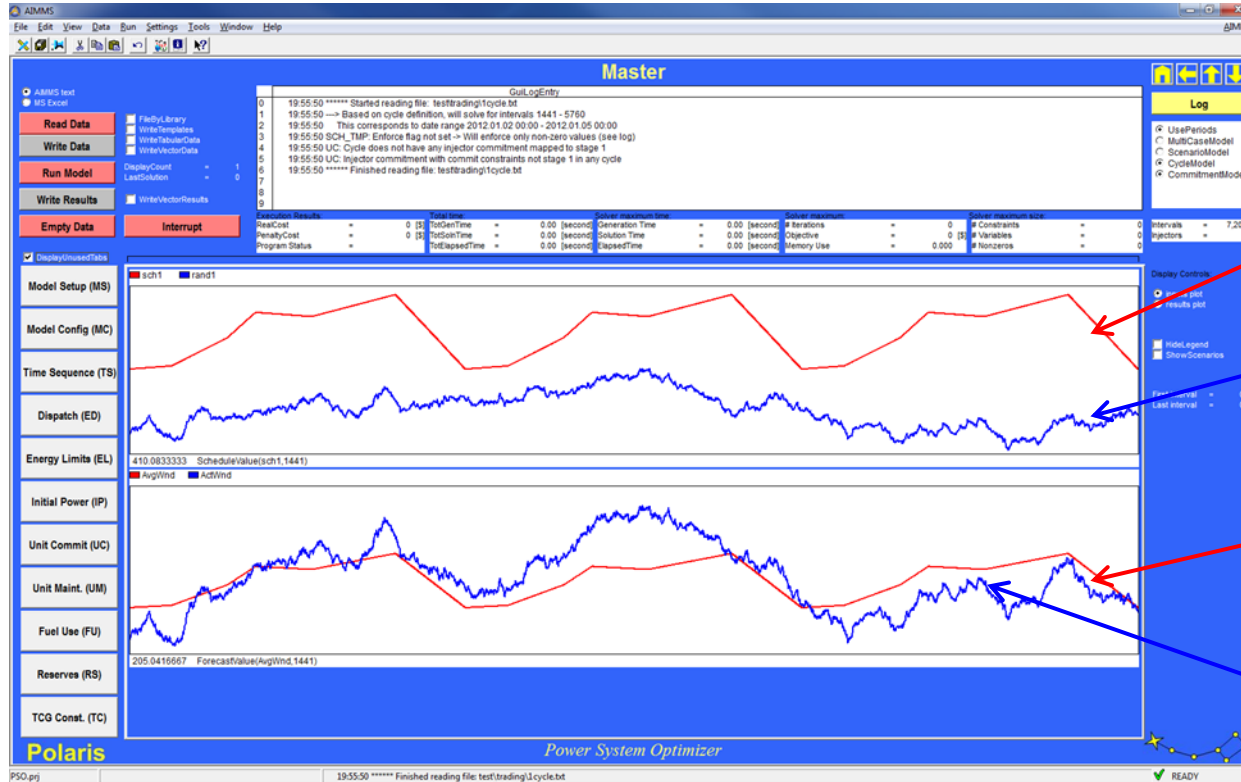 AIMMS
File Edit View Data Run Settings Tools Window Help
Master
AIMMS text
MS Excel
Read Data
Write Data
Run Model
Write Results
Empty Data
Interrupt
FileByLibrary
WriteTemplates
WriteTabularData
WriteVectorData
DisplayCount = 1
LastSolution = 0
WriteVectorResults
GuiLogEntry
0 19:55:50 ****** Started reading file: test\trading\1cycle.txt
1 19:55:50 ---> Based on cycle definition, will solve for intervals 1441 - 5760
2 19:55:50 This corresponds to date range 2012.01.02 00:00 - 2012.01.05 00:00
3 19:55:50 SCH_TMP: Enforce flag not set -> Will enforce only non-zero values (see log)
4 19:55:50 UC: Cycle does not have any injector commitment mapped to stage 1
5 19:55:50 UC: Injector commitment with commit constraints not stage 1 in any cycle
6 19:55:50 ****** Finished reading file: test\trading\1cycle.txt
7
8
9
Log
UsePeriods
MultiCaseModel
ScenarioModel
CycleModel
CommitmentMode
Execution Results: Total time: Solver maximum time: Solver maximum: Solver maximum size:
RealCost = 0 [$] TotGenTime = 0.00 [second] Generation Time = 0.00 [second] # Iterations = 0 # Constraints = 0 Intervals = 7,20
PenaltyCost = 0 [$] TotSolnTime = 0.00 [second] Solution Time = 0.00 [second] Objective = 0 [$] # Variables = 0 Injectors =
Program Status = TotElapsedTime = 0.00 [second] ElapsedTime = 0.00 [second] Memory Use = 0.000 # Nonzeros = 0
DisplayUnusedTabs
Model Setup (MS)
Model Config (MC)
Time Sequence (TS)
Dispatch (ED)
Energy Limits (EL)
Initial Power (IP)
Unit Commit (UC)
Unit Maint. (UM)
Fuel Use (FU)
Reserves (RS)
TCG Const. (TC)
sch1 rand1
410.0833333 ScheduleValue(sch1,1441)
AvgWnd ActWnd
205.0416667 ForecastValue(AvgWnd,1441)
Display Controls:
plot
results plot
HideLegend
ShowScenarios
Last interval =
Polaris
Power System Optimizer
PSO.prj
19:55:50 ****** Finished reading file: test\trading\1cycle.txt
READY